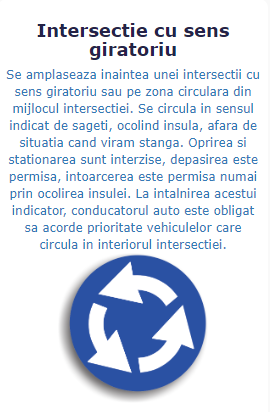 Intersectie cu sens
giratoriu
Se amplaseaza inaintea unei intersectii cu
sens giratoriu sau pe zona circulara din
mijlocul intersectiei. Se circula in sensul
indicat de sageti, ocolind insula, afara de
situatia cand viram stanga. Oprirea si
stationarea sunt interzise, depasirea este
permisa, intoarcerea este permisa numai
prin ocolirea insulei. La intalnirea acestui
indicator, conducatorul auto este obligat
sa acorde prioritate vehiculelor care
circula in interiorul intersectiei.